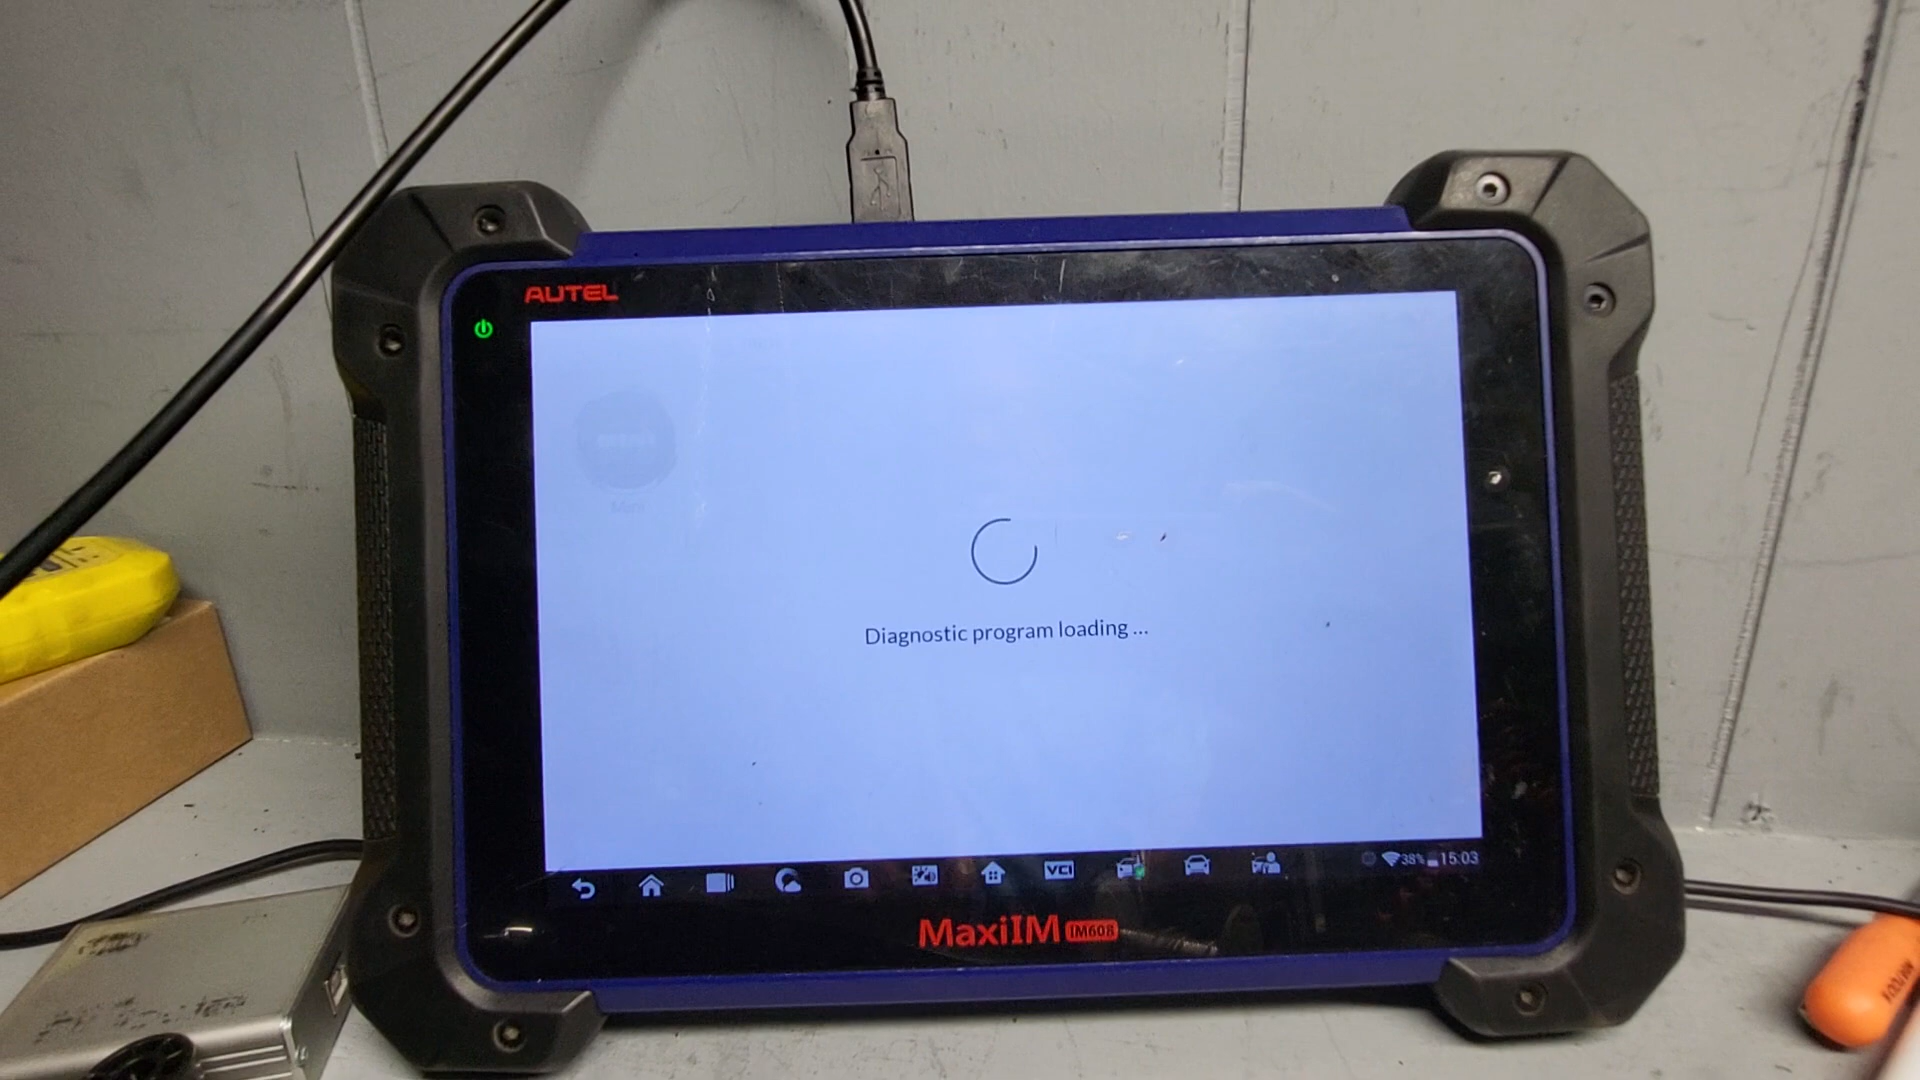 AUTEL
Diagnostic program loading ...
VCI
38% 15:03
MaxiIM IM608